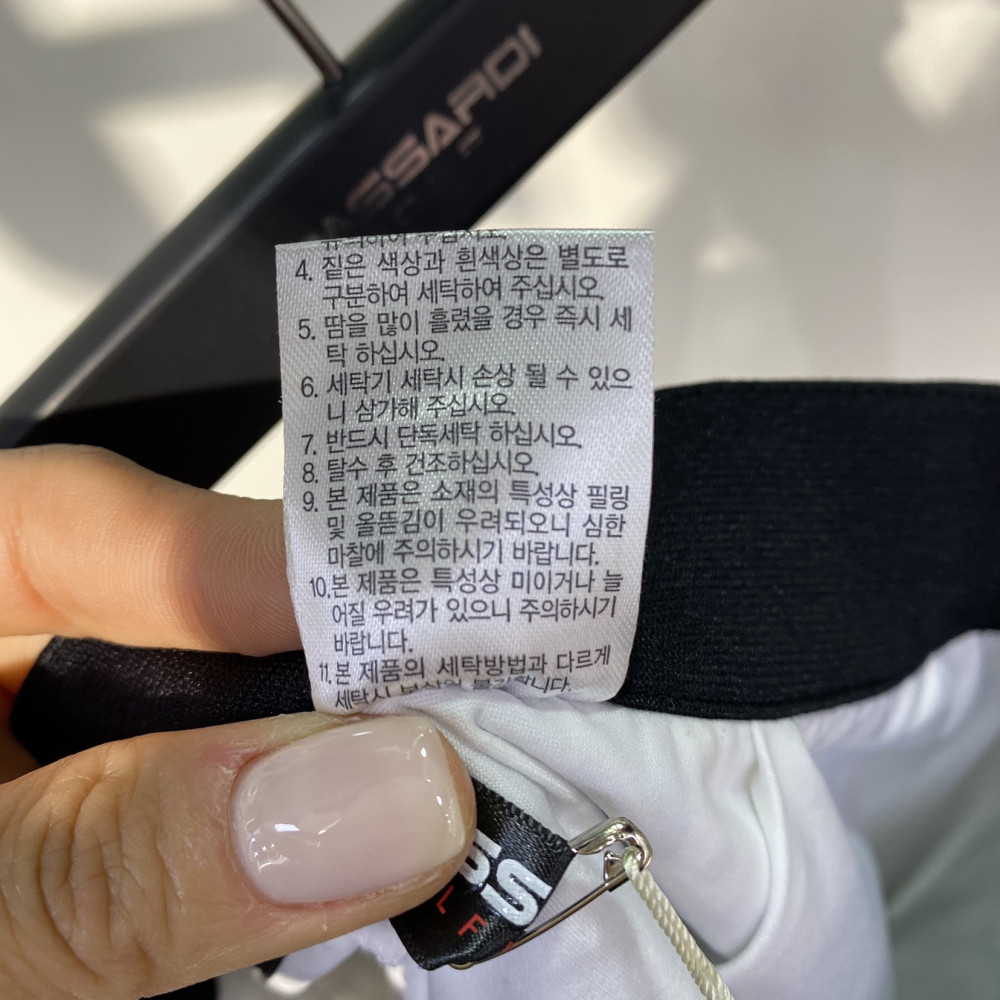 SSARDI
4. 짙은 색상과 흰색상은 별도로
구분하여 세탁하여 주십시오.
5. 땀을 많이 흘렸을 경우 즉시 세
탁 하십시오.
6. 세탁기 세탁시 손상 될 수 있으
니 삼가해 주십시오.
7. 반드시 단독세탁 하십시오.
8. 탈수 후 건조하십시오.
9. 본 제품은 소재의 특성상 필링
및 올뜯김이 우려되오니 심한
마찰에 주의하시기 바랍니다.
10. 본 제품은 특성상 미이거나 늘
어질 우려가 있으니 주의하시기
바랍니다.
11. 본 제품의 세탁방법과 다르게
세탁시